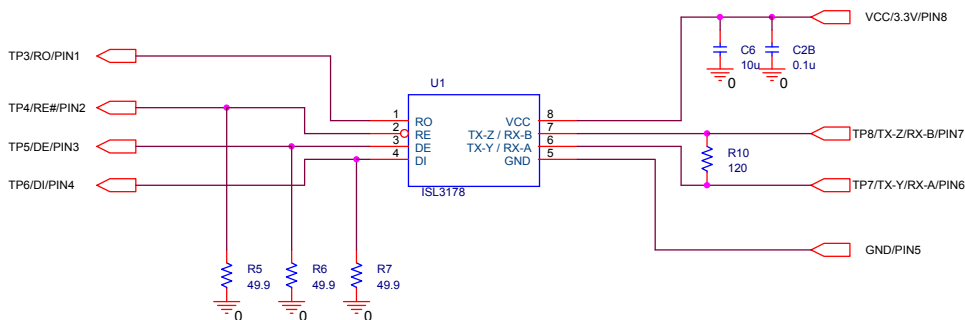 VCC/3.3V/PIN8
TP3/RO/PIN1
C6
10u
C2B
0.1u
0
0
U1
TP4/RE#/PIN2
1
RO
VCC
8
2
RE
TX-Z / RX-B
7
TP8/TX-Z/RX-B/PIN7
TP5/DE/PIN3
3
DE
TX-Y / RX-A
6
4
DI
GND
5
R10
120
TP6/DI/PIN4
TP7/TX-Y/RX-A/PIN6
ISL3178
GND/PIN5
R5
49.9
R6
49.9
R7
49.9
0
0
0